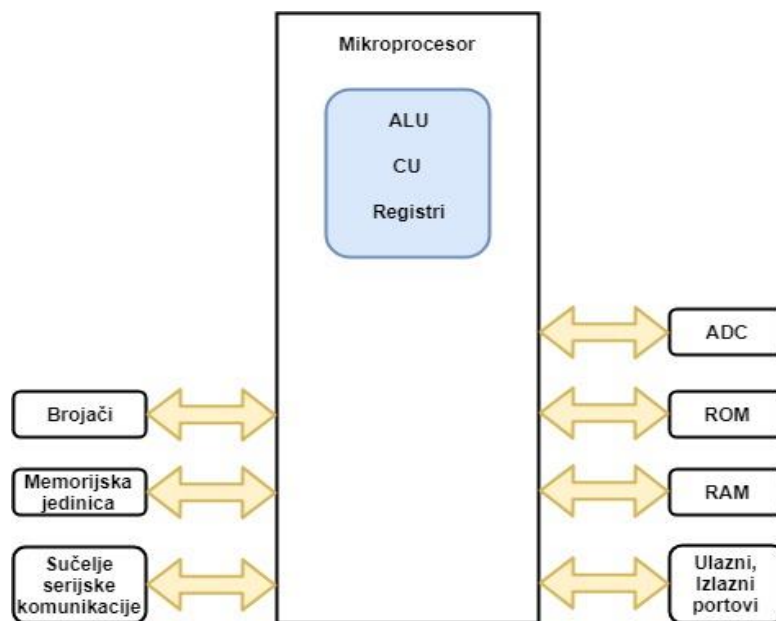 Mikroprocesor
ALU
CU
Registri
ADC
Brojači
ROM
Memorijska
jedinica
RAM
Sučelje
serijske
komunikacije
Ulazni,
Izlazni
portovi